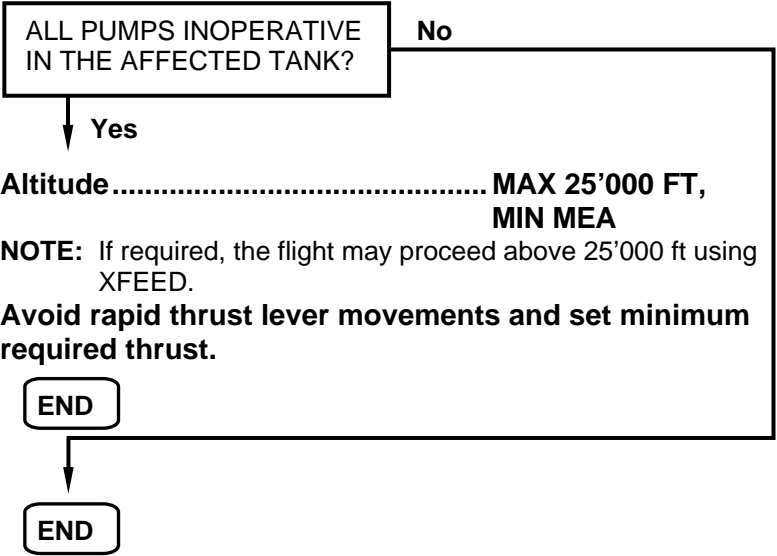 ALL PUMPS INOPERATIVE
IN THE AFFECTED TANK?
No
Yes
Altitude.............................................. MAX 25’000 FT,
MIN MEA
NOTE: If required, the flight may proceed above 25’000 ft using
XFEED.
Avoid rapid thrust lever movements and set minimum
required thrust.
END
END